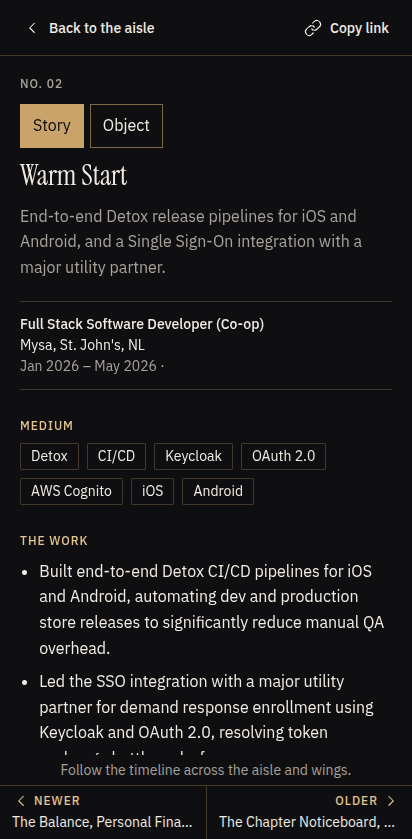 Back to the aisle
Copy link
NO. 02
Story
Object
Warm Start
End-to-end Detox release pipelines for iOS and
Android, and a Single Sign-On integration with a
major utility partner.
Full Stack Software Developer (Co-op)
Mysa, St. John's, NL
Jan 2026 – May 2026 ·
MEDIUM
Detox
CI/CD
Keycloak
OAuth 2.0
AWS Cognito
iOS
Android
THE WORK
• Built end-to-end Detox CI/CD pipelines for iOS
and Android, automating dev and production
store releases to significantly reduce manual QA
overhead.
• Led the SSO integration with a major utility
partner for demand response enrollment using
Keycloak and OAuth 2.0, resolving token
Follow the timeline across the aisle and wings.
NEWER
The Balance, Personal Fina...
OLDER
The Chapter Noticeboard, ...